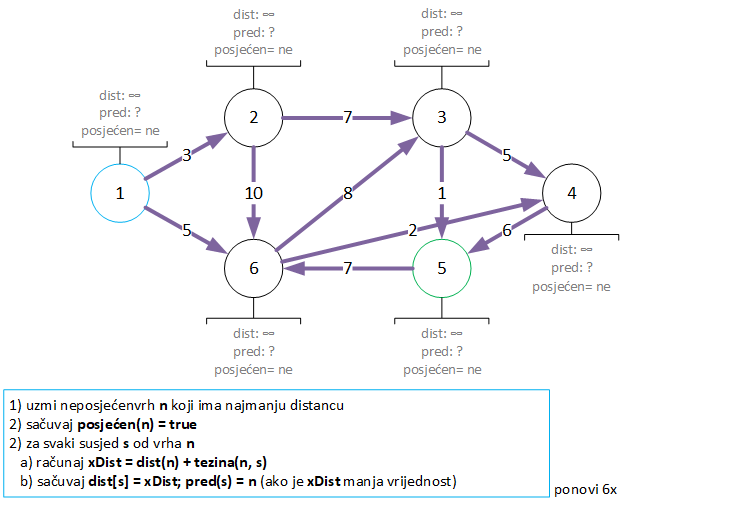 dist: ∞
pred: ?
posjećen= ne
dist: ∞
pred: ?
posjećen= ne
dist: ∞
pred: ?
posjećen= ne
2
7
3
3
5
1
10
8
1
4
5
2
6
6
7
5
dist: ∞
pred: ?
posjećen= ne
dist: ∞
pred: ?
posjećen= ne
dist: ∞
pred: ?
posjećen= ne
1) uzmi neposjećenvrh n koji ima najmanju distancu
2) sačuvaj posjećen(n) = true
2) za svaki susjed s od vrha n
a) računaj xDist = dist(n) + tezina(n, s)
b) sačuvaj dist[s] = xDist; pred(s) = n (ako je xDist manja vrijednost)
ponovi 6x